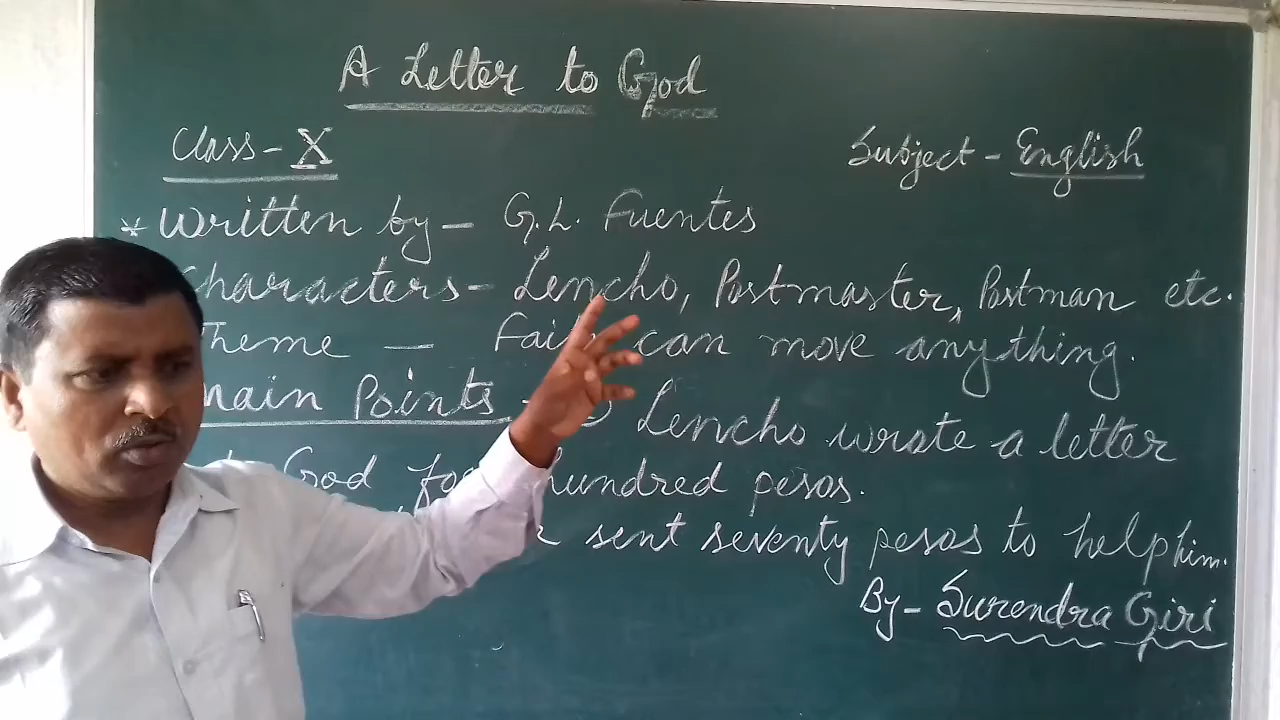 A Letter to God
Class - X
Subject - English
* Written by - G.L. Fuentes
Characters - Lencho, Postmaster, Postman etc.
Theme - Faith can move anything.
Main Points - Lencho wrote a letter
God for hundred pesos.
sent seventy pesos to help him.
By - Surendra Giri